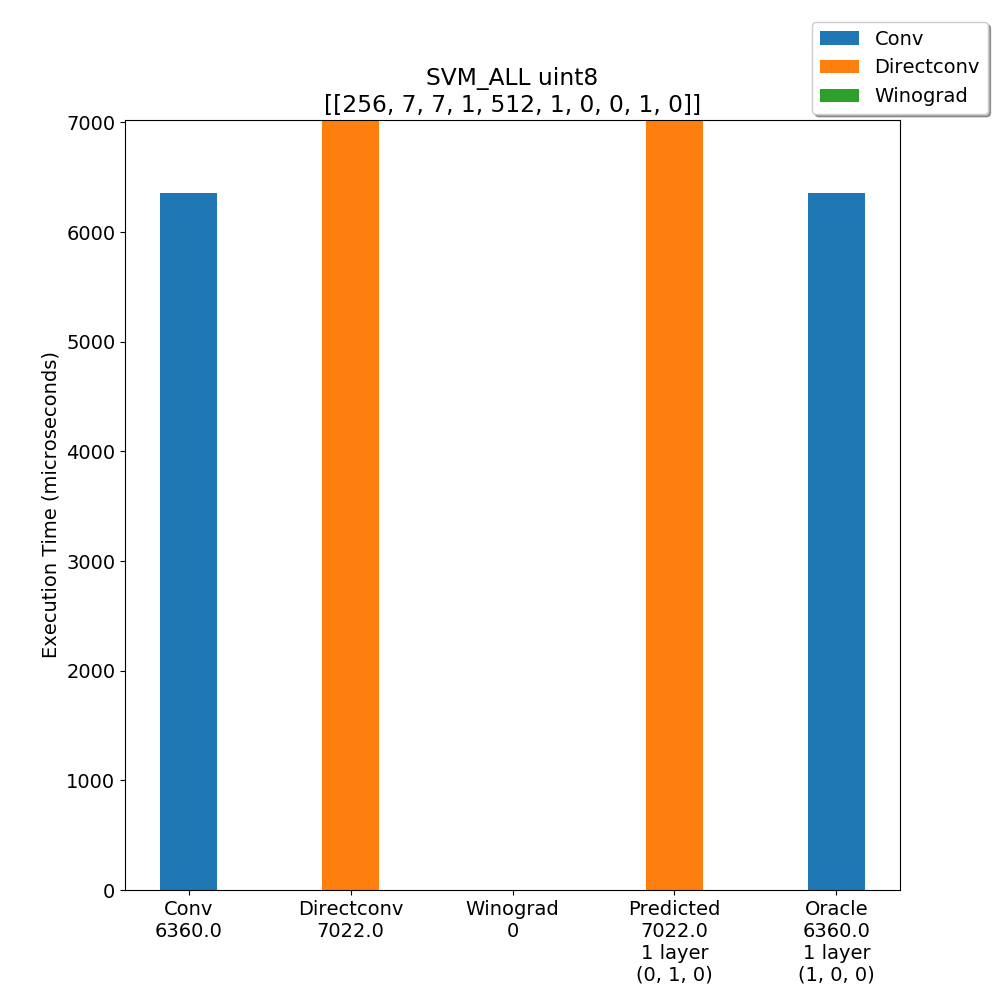 Conv
Directconv
Winograd
SVM_ALL uint8
[[256, 7, 7, 1, 512, 1, 0, 0, 1, 0]]
Execution Time (microseconds)
7000
6000
5000
4000
3000
2000
1000
0
Conv
6360.0
Directconv
7022.0
Winograd
0
Predicted
7022.0
1 layer
(0, 1, 0)
Oracle
6360.0
1 layer
(1, 0, 0)